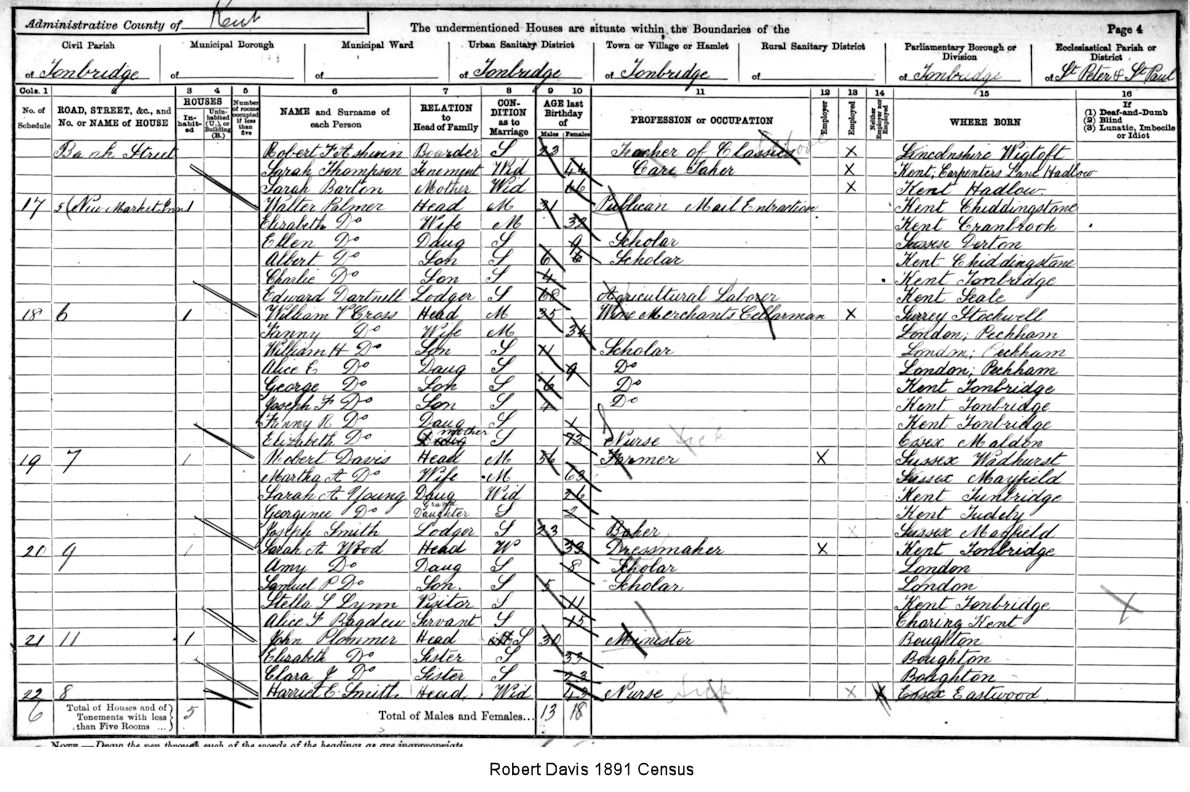 Administrative County of Kent
The undermentioned Houses are situate within the Boundaries of the
Page 4
Civil Parish of Tonbridge
Municipal Borough of
Municipal Ward of
Urban Sanitary District of Tonbridge
Town or Village or Hamlet of Tonbridge
Rural Sanitary District of
Parliamentary Borough or Division of Tonbridge
Ecclesiastical Parish or District of St Peter & St Paul
Cols. 1 2 3 4 5 6 7 8 9 10 11 12 13 14 15 16
No. of Schedule
ROAD, STREET, &c., and No. or NAME of HOUSE
HOUSES
In-habit-ed
Unin-habited (U.), or Building (B.)
Number of rooms occupied if less than five
NAME and Surname of each Person
RELATION to Head of Family
CON-DITION as to Marriage
AGE last Birthday of
Males Females
PROFESSION or OCCUPATION
Employer
Employed
Neither Employer nor Employed
WHERE BORN
If (1) Deaf-and-Dumb (2) Blind (3) Lunatic, Imbecile or Idiot
Bank Street Robert F Ashwin Boarder S 23 Teacher of Classics X Lincolnshire Wigtoft
Sarah Thompson Tenement Wid 44 Care Taker X Kent, Carpenters Lane Hadlow
Sarah Barton Mother Wid 66 X Kent Hadlow
17 5 (New Market Inn 1 Walter Palmer Head M 31 Publican Kent Chiddingstone
Elisabeth Do Wife M 32 Kent Cranbrook
Ellen Do Daug S 9 Scholar Sussex
Albert Do Son S 6 Scholar Kent Chiddingstone
Charlie Do Son S 4 Kent Tonbridge
Edward Dartnell Lodger S 68 Agricultural Laborer Kent Seale
18 6 1 William V Cross Head M 35 Wine Merchants Cellarman X Surrey Stockwell
Fanny Do Wife M 34 London; Peckham
William H Do Son S 11 Scholar London; Peckham
Alice E Do Daug S 9 Do London; Peckham
George Do Son S 6 Do Kent Tonbridge
Joseph F Do Son S 4 Do Kent Tonbridge
Fanny R Do Daug S 1 Kent Tonbridge
Elizabeth Do mother S 73 Nurse Sick Essex Maldon
19 7 1 Robert Davis Head M 56 Farmer X Sussex Wadhurst
Martha A Do Wife M 63 Sussex Mayfield
Sarah A Young Daug Wid 26 Kent Tunbridge
Georginee Do Grand Daughter S 2 Kent Tudely
Joseph Smith Lodger S 23 Baker X Sussex Mayfield
20 9 1 Sarah A Wood Head W 33 Dressmaker X Kent Tonbridge
Amy Do Daug S 8 Scholar London
Samuel P Do Son S 5 Scholar London
Stella L Lynn Visitor S 11 Kent Tonbridge X
Alice F Bagdew Servant S 15 Charing Kent
21 11 1 John Plommer Head S 30 Minister Boughton
Elisabeth Do Sister S 33 Boughton
Clara J Do Sister S 23 Boughton
22 8 Harriet E Smith Head Wid 43 Nurse Sick X X Essex Eastwood
6 Total of Houses and of Tenements with less than Five Rooms ... 5
Total of Males and Females... 13 18
NOTE.—Draw the pen through such of the words of the headings as are inappropriate.
Robert Davis 1891 Census